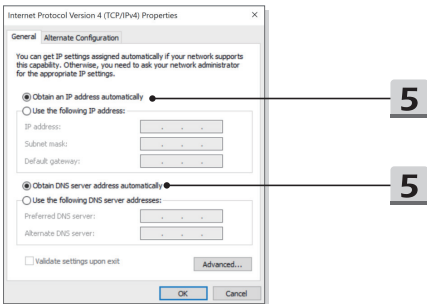 Internet Protocol Version 4 (TCP/IPv4) Properties
General
Alternate Configuration
You can get IP settings assigned automatically if your network supports
this capability. Otherwise, you need to ask your network administrator
for the appropriate IP settings.
Obtain an IP address automatically
5
Use the following IP address:
IP address:
Subnet mask:
Default gateway:
Obtain DNS server address automatically
5
Use the following DNS server addresses:
Preferred DNS server:
Alternate DNS server:
Validate settings upon exit
Advanced...
OK
Cancel